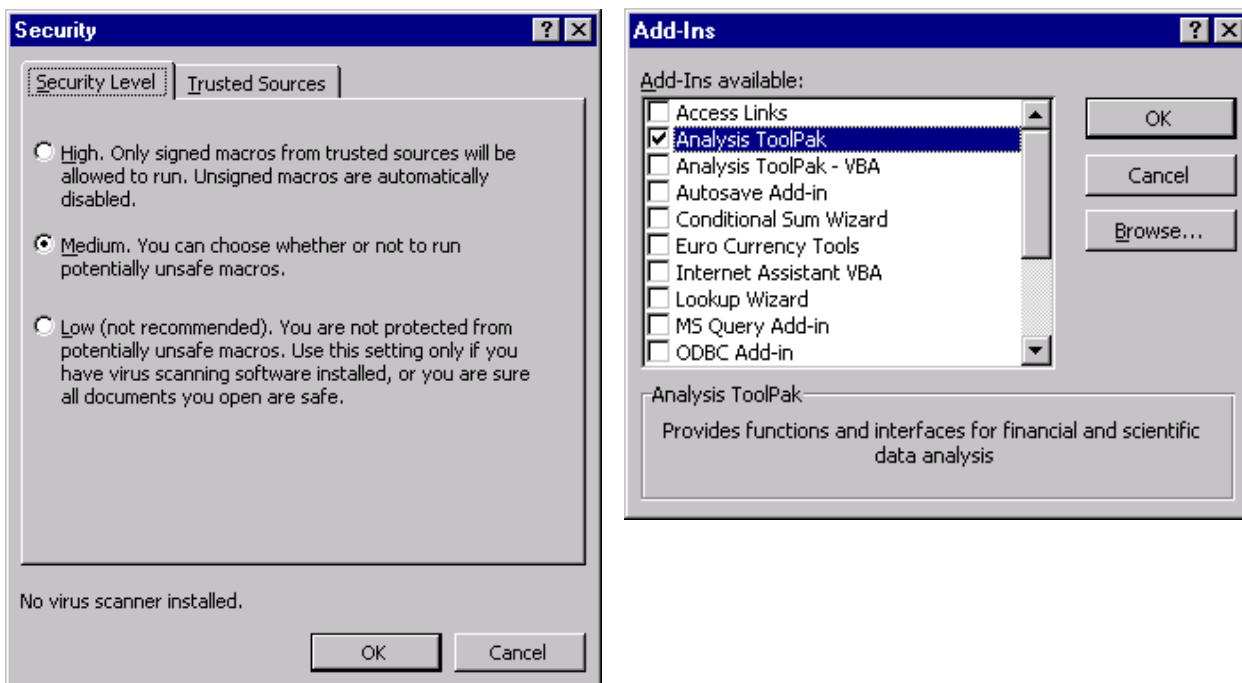 Security
Security Level
Trusted Sources
High. Only signed macros from trusted sources will be
allowed to run. Unsigned macros are automatically
disabled.
Medium. You can choose whether or not to run
potentially unsafe macros.
Low (not recommended). You are not protected from
potentially unsafe macros. Use this setting only if you
have virus scanning software installed, or you are sure
all documents you open are safe.
No virus scanner installed.
OK
Cancel
Add-Ins
Add-Ins available:
Access Links
Analysis ToolPak
Analysis ToolPak - VBA
Autosave Add-in
Conditional Sum Wizard
Euro Currency Tools
Internet Assistant VBA
Lookup Wizard
MS Query Add-in
ODBC Add-in
OK
Cancel
Browse...
Analysis ToolPak
Provides functions and interfaces for financial and scientific
data analysis